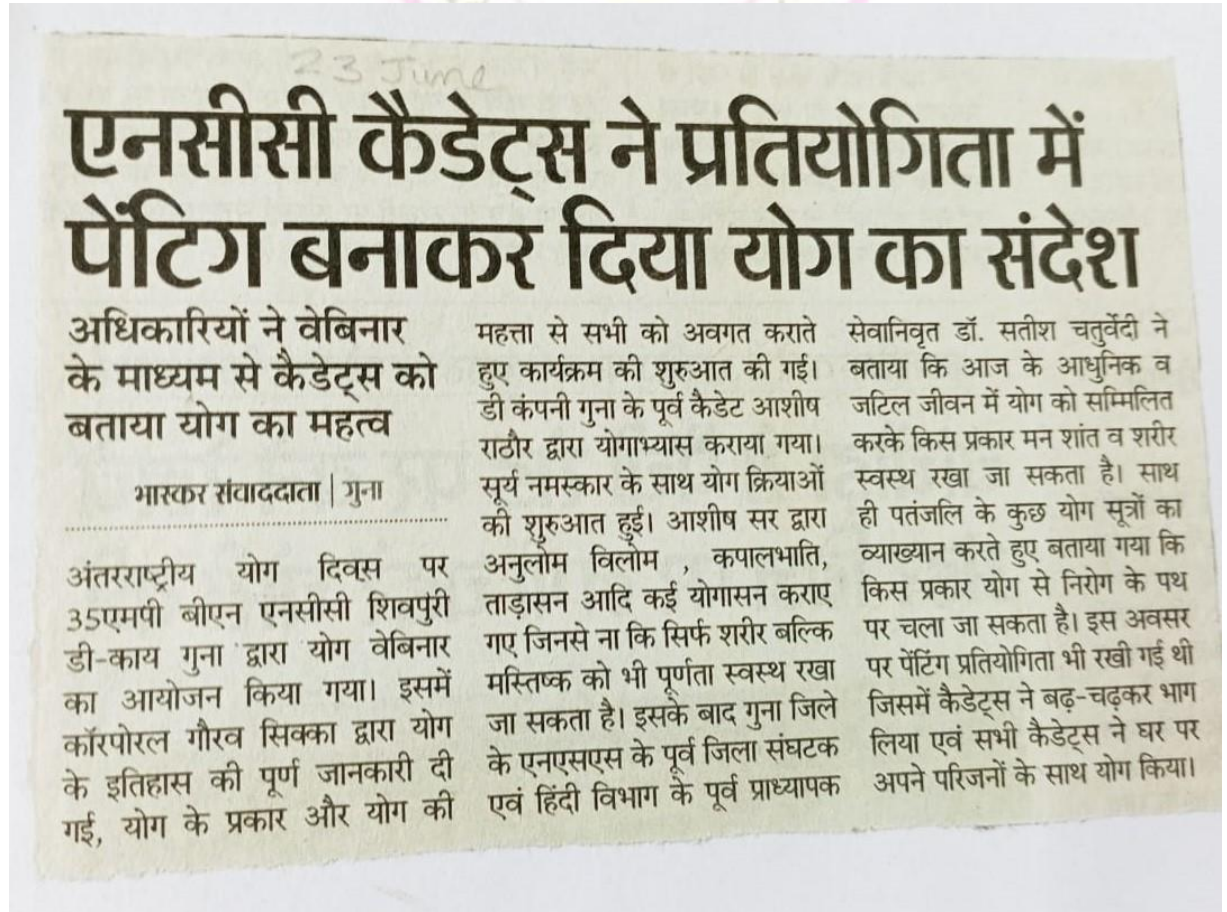 23 June
एनसीसी कैडेट्स ने प्रतियोगिता में
पेंटिग बनाकर दिया योग का संदेश
अधिकारियों ने वेबिनार
के माध्यम से कैडेट्स को
बताया योग का महत्व
भास्कर संवाददाता | गुना
अंतरराष्ट्रीय योग दिवस पर
35एमपी बीएन एनसीसी शिवपुरी
डी-काय गुना द्वारा योग वेबिनार
का आयोजन किया गया। इसमें
कॉरपोरल गौरव सिक्का द्वारा योग
के इतिहास की पूर्ण जानकारी दी
गई, योग के प्रकार और योग की
महत्ता से सभी को अवगत कराते
हुए कार्यक्रम की शुरुआत की गई।
डी कंपनी गुना के पूर्व कैडेट आशीष
राठौर द्वारा योगाभ्यास कराया गया।
सूर्य नमस्कार के साथ योग क्रियाओं
की शुरुआत हुई। आशीष सर द्वारा
अनुलोम विलोम , कपालभाति,
ताड़ासन आदि कई योगासन कराए
गए जिनसे ना कि सिर्फ शरीर बल्कि
मस्तिष्क को भी पूर्णता स्वस्थ रखा
जा सकता है। इसके बाद गुना जिले
के एनएसएस के पूर्व जिला संघटक
एवं हिंदी विभाग के पूर्व प्राध्यापक
सेवानिवृत डॉ. सतीश चतुर्वेदी ने
बताया कि आज के आधुनिक व
जटिल जीवन में योग को सम्मिलित
करके किस प्रकार मन शांत व शरीर
स्वस्थ रखा जा सकता है। साथ
ही पतंजलि के कुछ योग सूत्रों का
व्याख्यान करते हुए बताया गया कि
किस प्रकार योग से निरोग के पथ
पर चला जा सकता है। इस अवसर
पर पेंटिंग प्रतियोगिता भी रखी गई थी
जिसमें कैडेट्स ने बढ़-चढ़कर भाग
लिया एवं सभी कैडेट्स ने घर पर
अपने परिजनों के साथ योग किया।